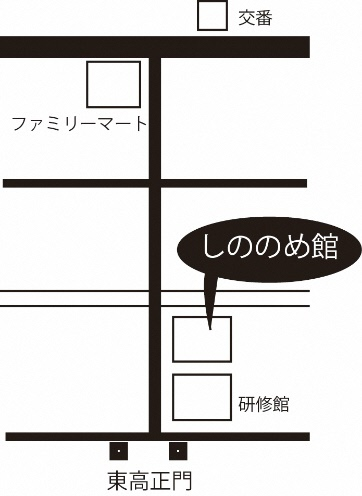 交番
ファミリーマート
しののめ館
研修館
東高正門